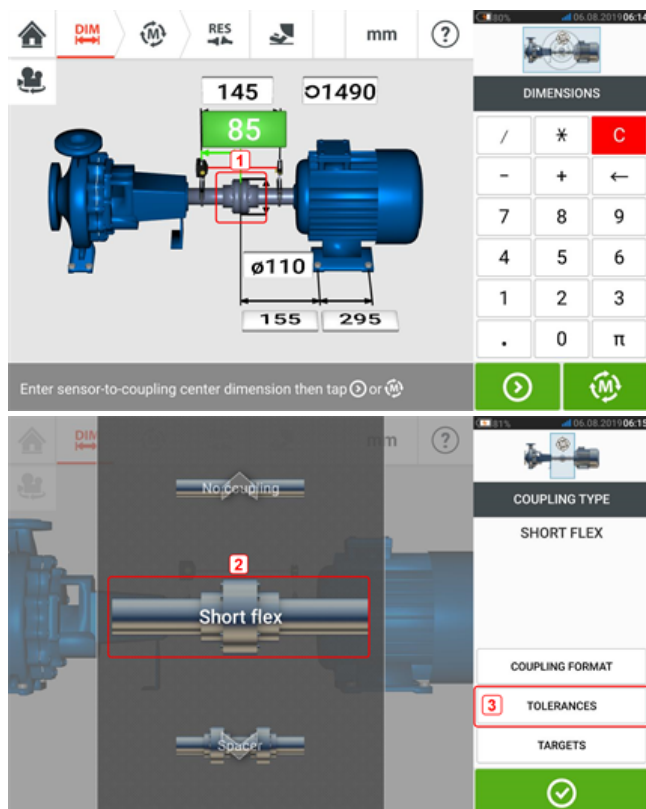 80%
06.08.2019 06:14
DIM
M
RES
mm
?
145
1490
85
1
ø110
155
295
DIMENSIONS
/
*
C
-
+
←
7
8
9
4
5
6
1
2
3
.
0
π
Enter sensor-to-coupling center dimension then tap or M
M
81%
06.08.2019 06:15
DIM
mm
?
No coupling
2
Short flex
Spacer
COUPLING TYPE
SHORT FLEX
COUPLING FORMAT
3
TOLERANCES
TARGETS